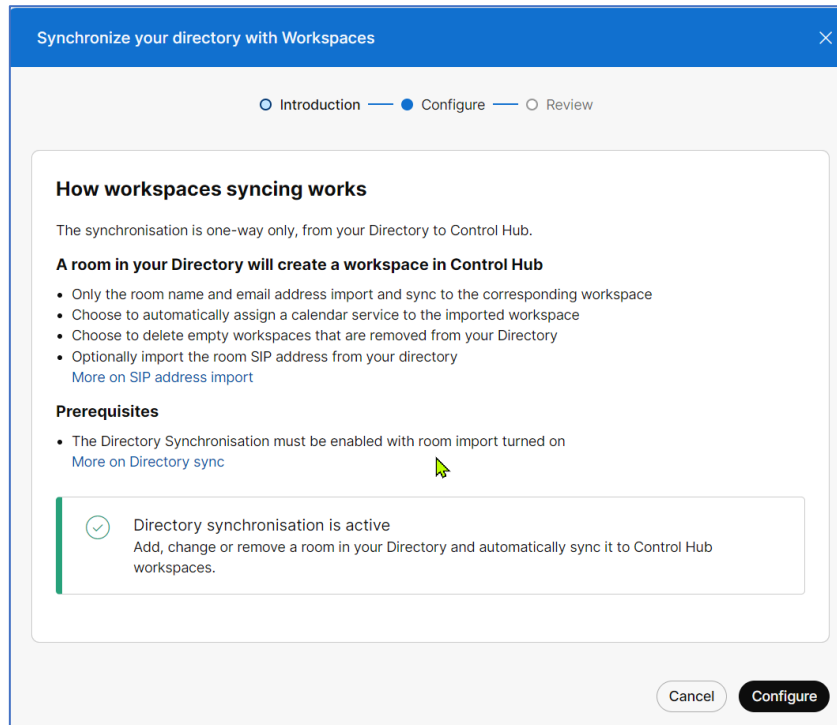 Synchronize your directory with Workspaces
Introduction Configure Review
How workspaces syncing works
The synchronisation is one-way only, from your Directory to Control Hub.
A room in your Directory will create a workspace in Control Hub
• Only the room name and email address import and sync to the corresponding workspace
• Choose to automatically assign a calendar service to the imported workspace
• Choose to delete empty workspaces that are removed from your Directory
• Optionally import the room SIP address from your directory
More on SIP address import
Prerequisites
• The Directory Synchronisation must be enabled with room import turned on
More on Directory sync
Directory synchronisation is active
Add, change or remove a room in your Directory and automatically sync it to Control Hub
workspaces.
Cancel Configure